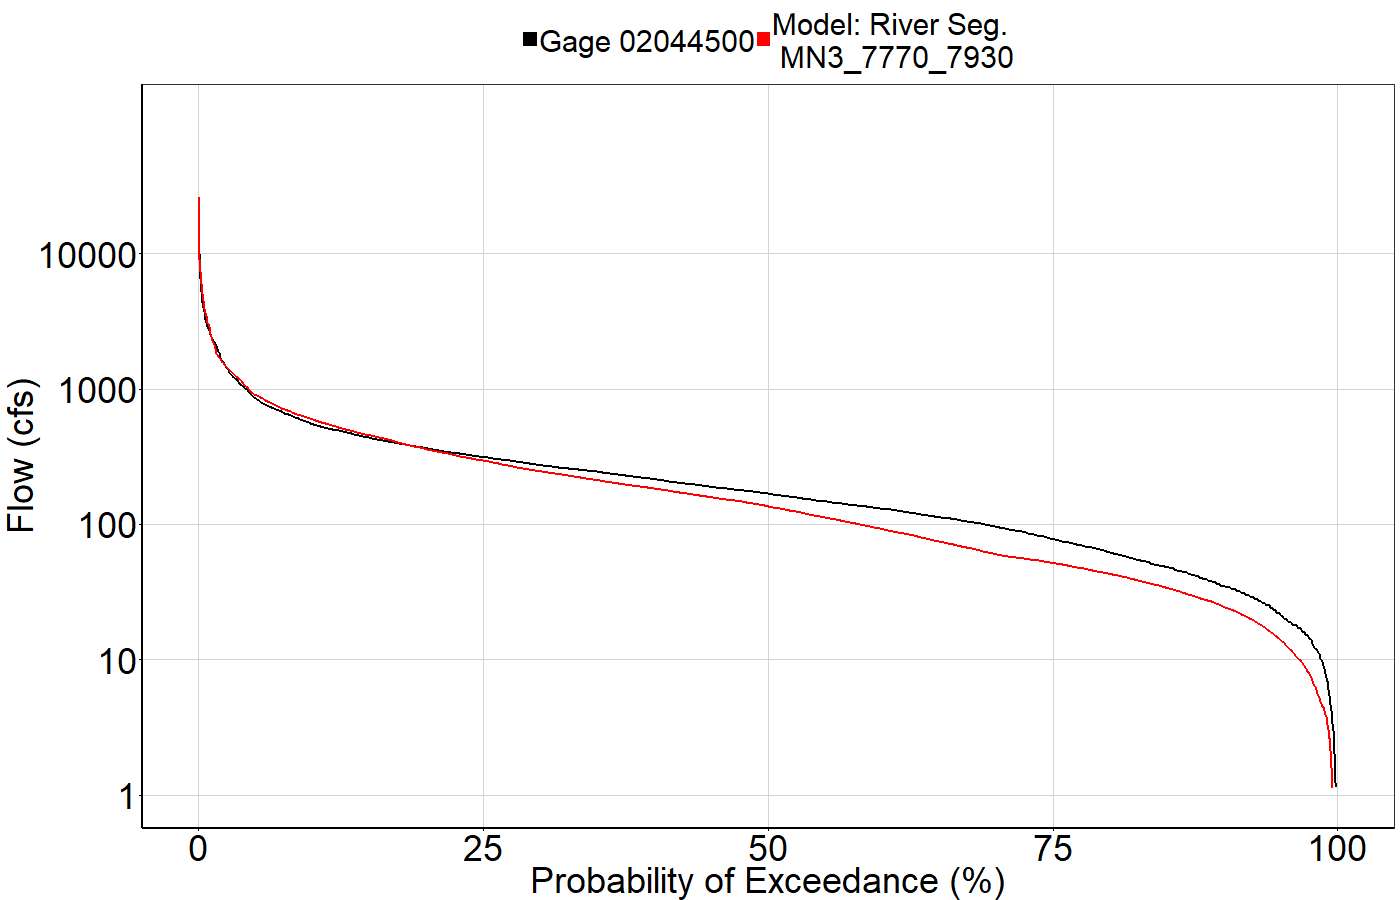 Gage 02044500
Model: River Seg.
MN3_7770_7930
Flow (cfs)
10000
1000
100
10
1
0 25 50 75 100
Probability of Exceedance (%)